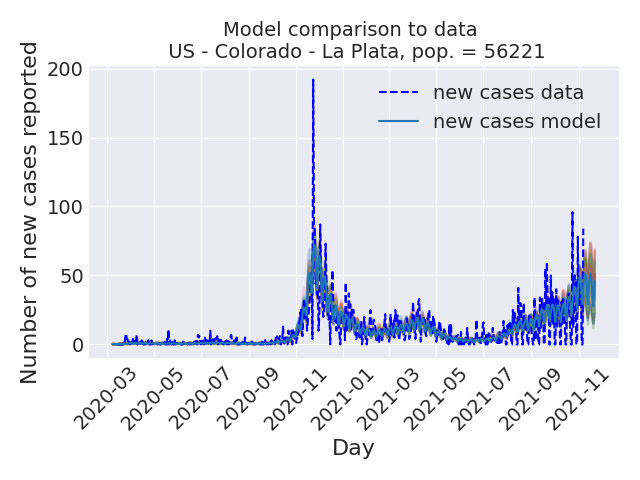 Model comparison to data
US - Colorado - La Plata, pop. = 56221
new cases data
new cases model
Number of new cases reported
200
150
100
50
0
2020-03
2020-05
2020-07
2020-09
2020-11
2021-01
2021-03
2021-05
2021-07
2021-09
2021-11
Day